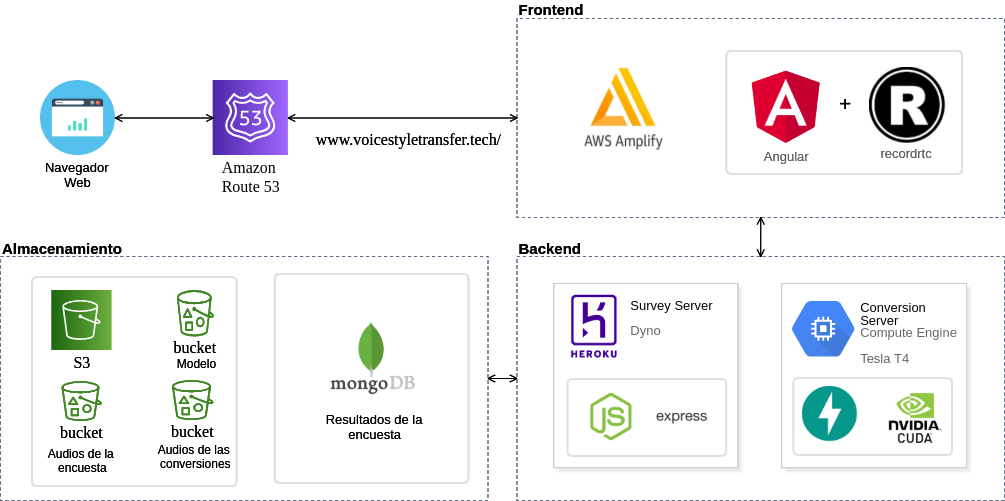 Frontend
AWS Amplify
Angular
+
R
recordrtc
Navegador
Web
53
Amazon
Route 53
www.voicestyletransfer.tech/
Almacenamiento
S3
bucket
Modelo
bucket
Audios de la
encuesta
bucket
Audios de las
conversiones
mongoDB
Resultados de la
encuesta
Backend
HEROKU
Survey Server
Dyno
JS
express
Conversion
Server
Compute Engine
Tesla T4
NVIDIA
CUDA